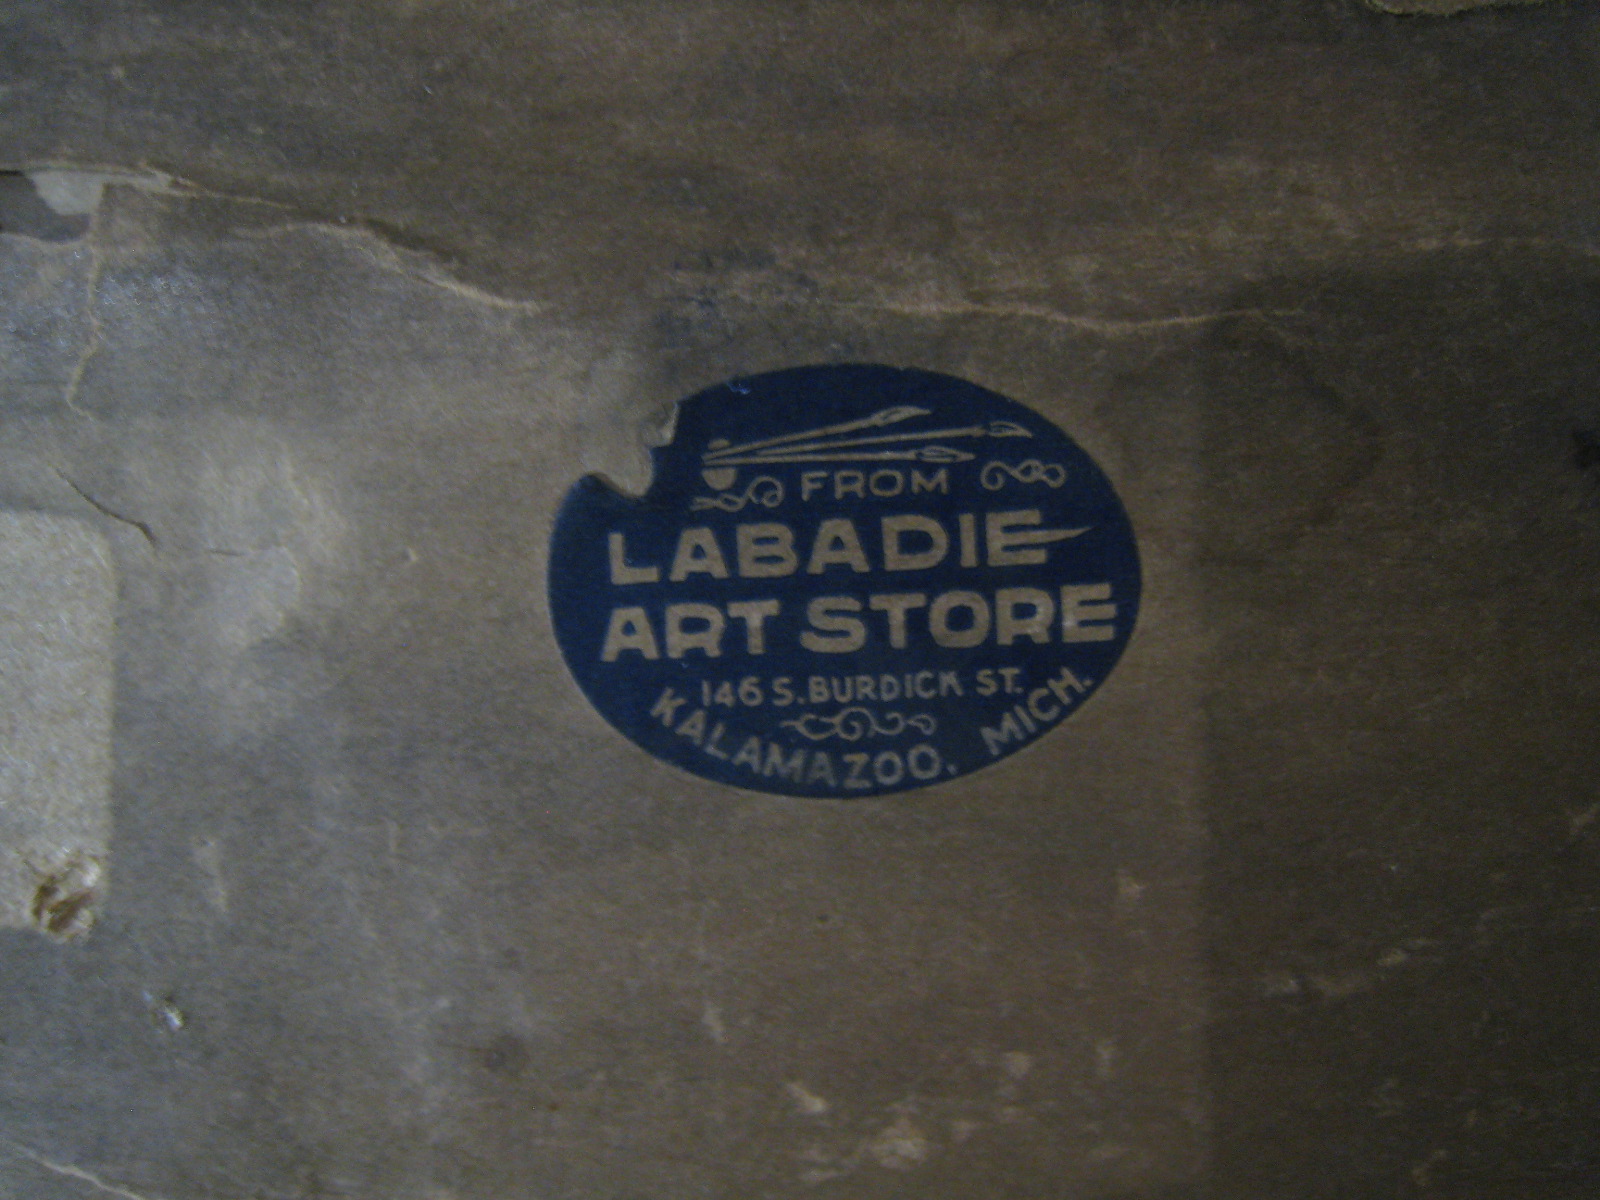 FROM
LABADIE
ART STORE
146 S. BURDICK ST.
KALAMAZOO, MICH.